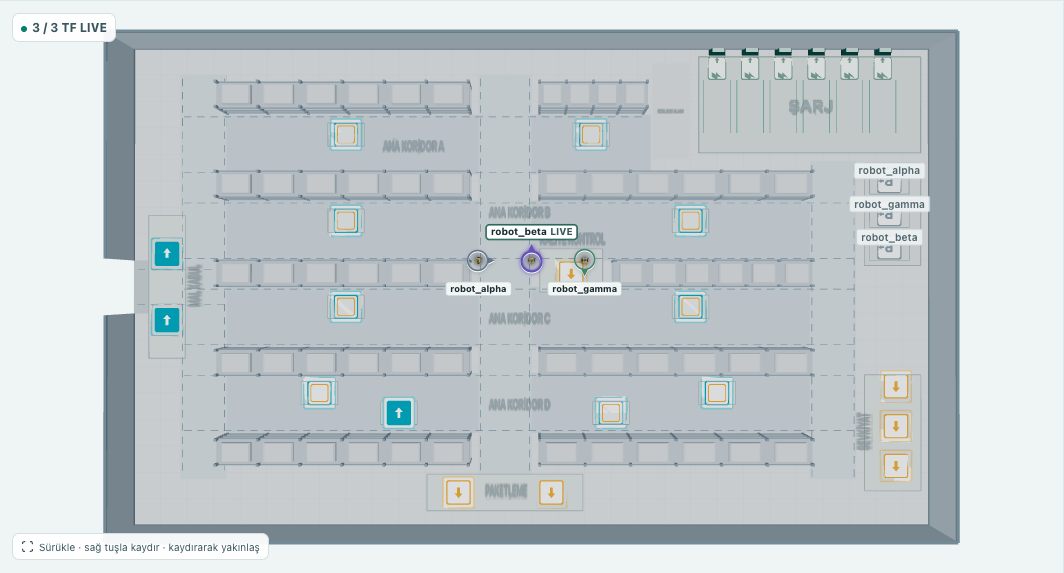 3 / 3 TF LIVE
ŞARJ
ANA KORİDOR A
robot_alpha
robot_gamma
ANA KORİDOR B
robot_beta LIVE
robot_beta
robot_alpha
robot_gamma
ANA KORİDOR C
ANA KORİDOR D
PAKETLEME
Sürükle · sağ tuşla kaydır · kaydırarak yakınlaş